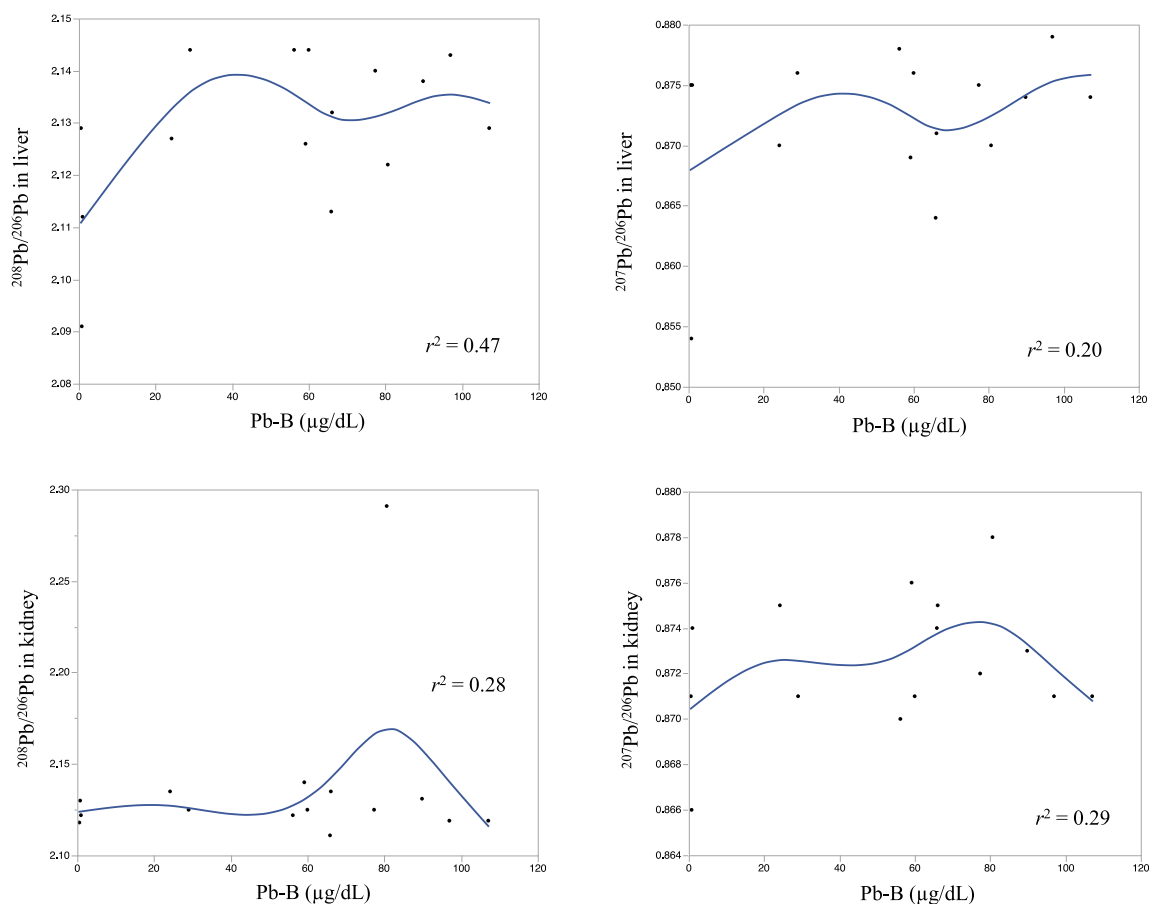 2.15
2.14
2.13
2.12
2.11
2.10
2.09
2.08
²⁰⁸Pb/²⁰⁶Pb in liver
r² = 0.47
0 20 40 60 80 100 120
Pb-B (µg/dL)
0.880
0.875
0.870
0.865
0.860
0.854
0.850
²⁰⁷Pb/²⁰⁶Pb in liver
r² = 0.20
0 20 40 60 80 100 120
Pb-B (µg/dL)
2.30
2.25
2.20
2.15
2.10
²⁰⁸Pb/²⁰⁶Pb in kidney
r² = 0.28
0 20 40 60 80 100 120
Pb-B (µg/dL)
0.880
0.878
0.876
0.874
0.872
0.870
0.866
0.864
²⁰⁷Pb/²⁰⁶Pb in kidney
r² = 0.29
0 20 40 60 80 100 120
Pb-B (µg/dL)